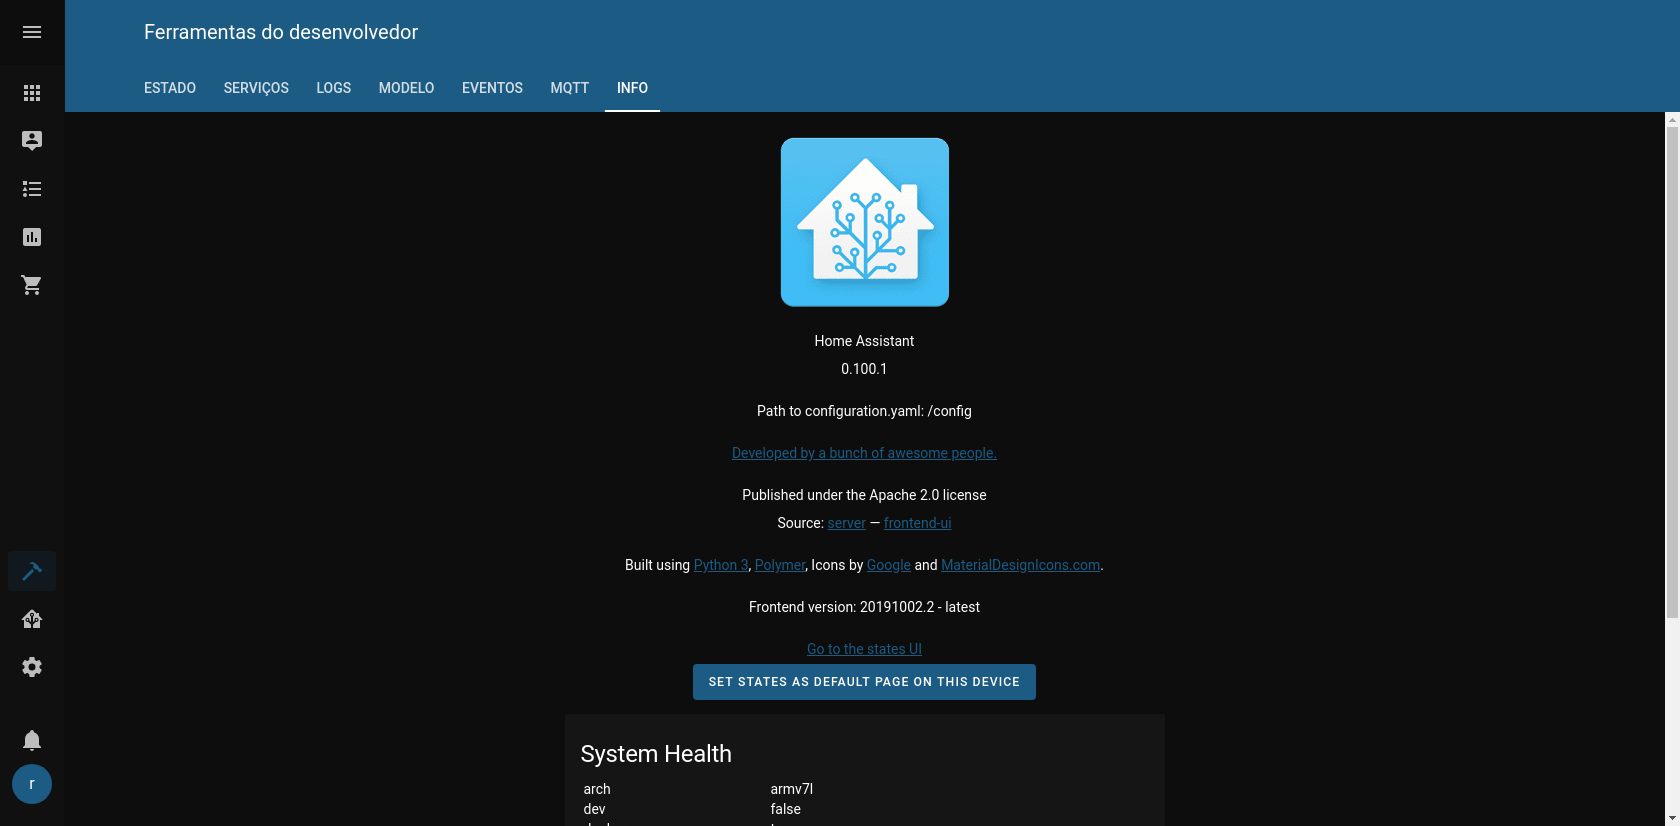 Ferramentas do desenvolvedor
ESTADO SERVIÇOS LOGS MODELO EVENTOS MQTT INFO
Home Assistant
0.100.1
Path to configuration.yaml: /config
Developed by a bunch of awesome people.
Published under the Apache 2.0 license
Source: server — frontend-ui
Built using Python 3, Polymer, Icons by Google and MaterialDesignIcons.com.
Frontend version: 20191002.2 - latest
Go to the states UI
SET STATES AS DEFAULT PAGE ON THIS DEVICE
System Health
arch armv7l
dev false
r